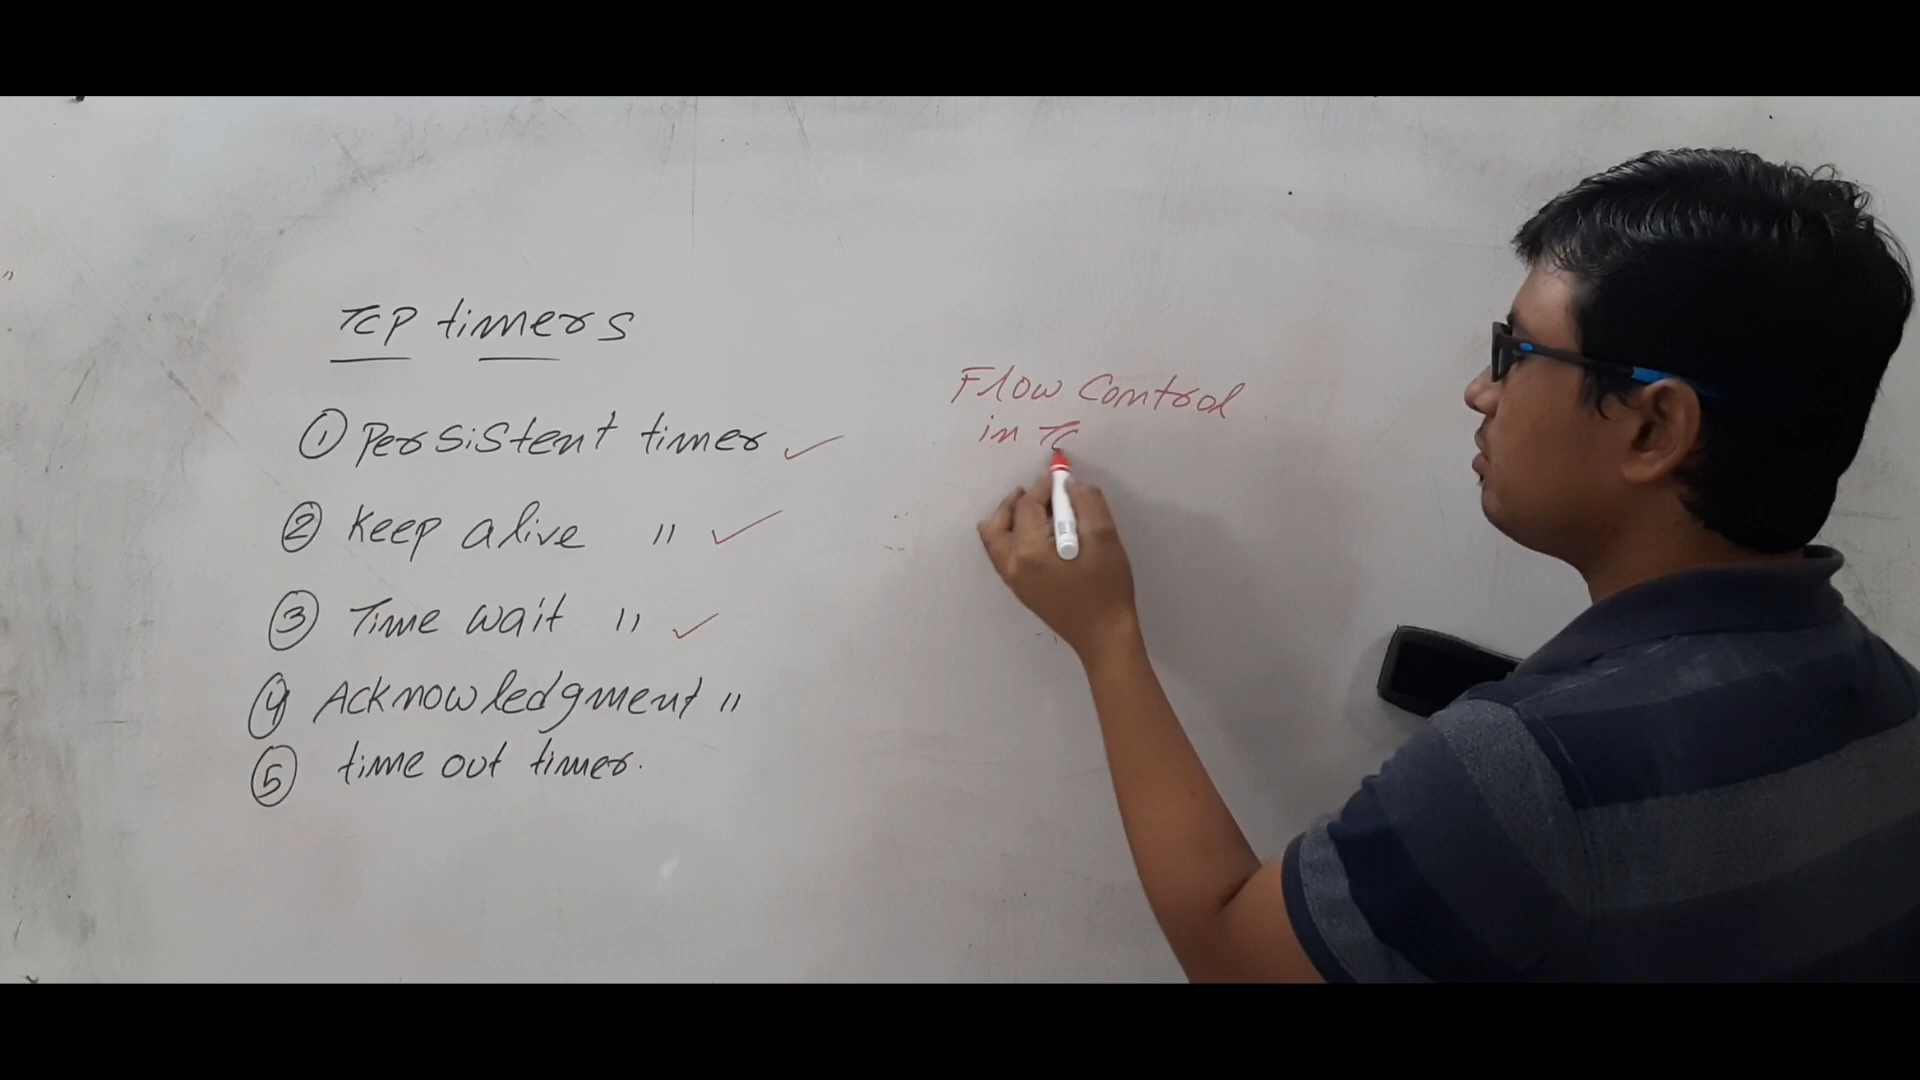 TCP timers
① Persistent timer ✓
② Keep alive " ✓
③ Time wait " ✓
④ Acknowledgment "
⑤ time out timer.
Flow Control
in TC